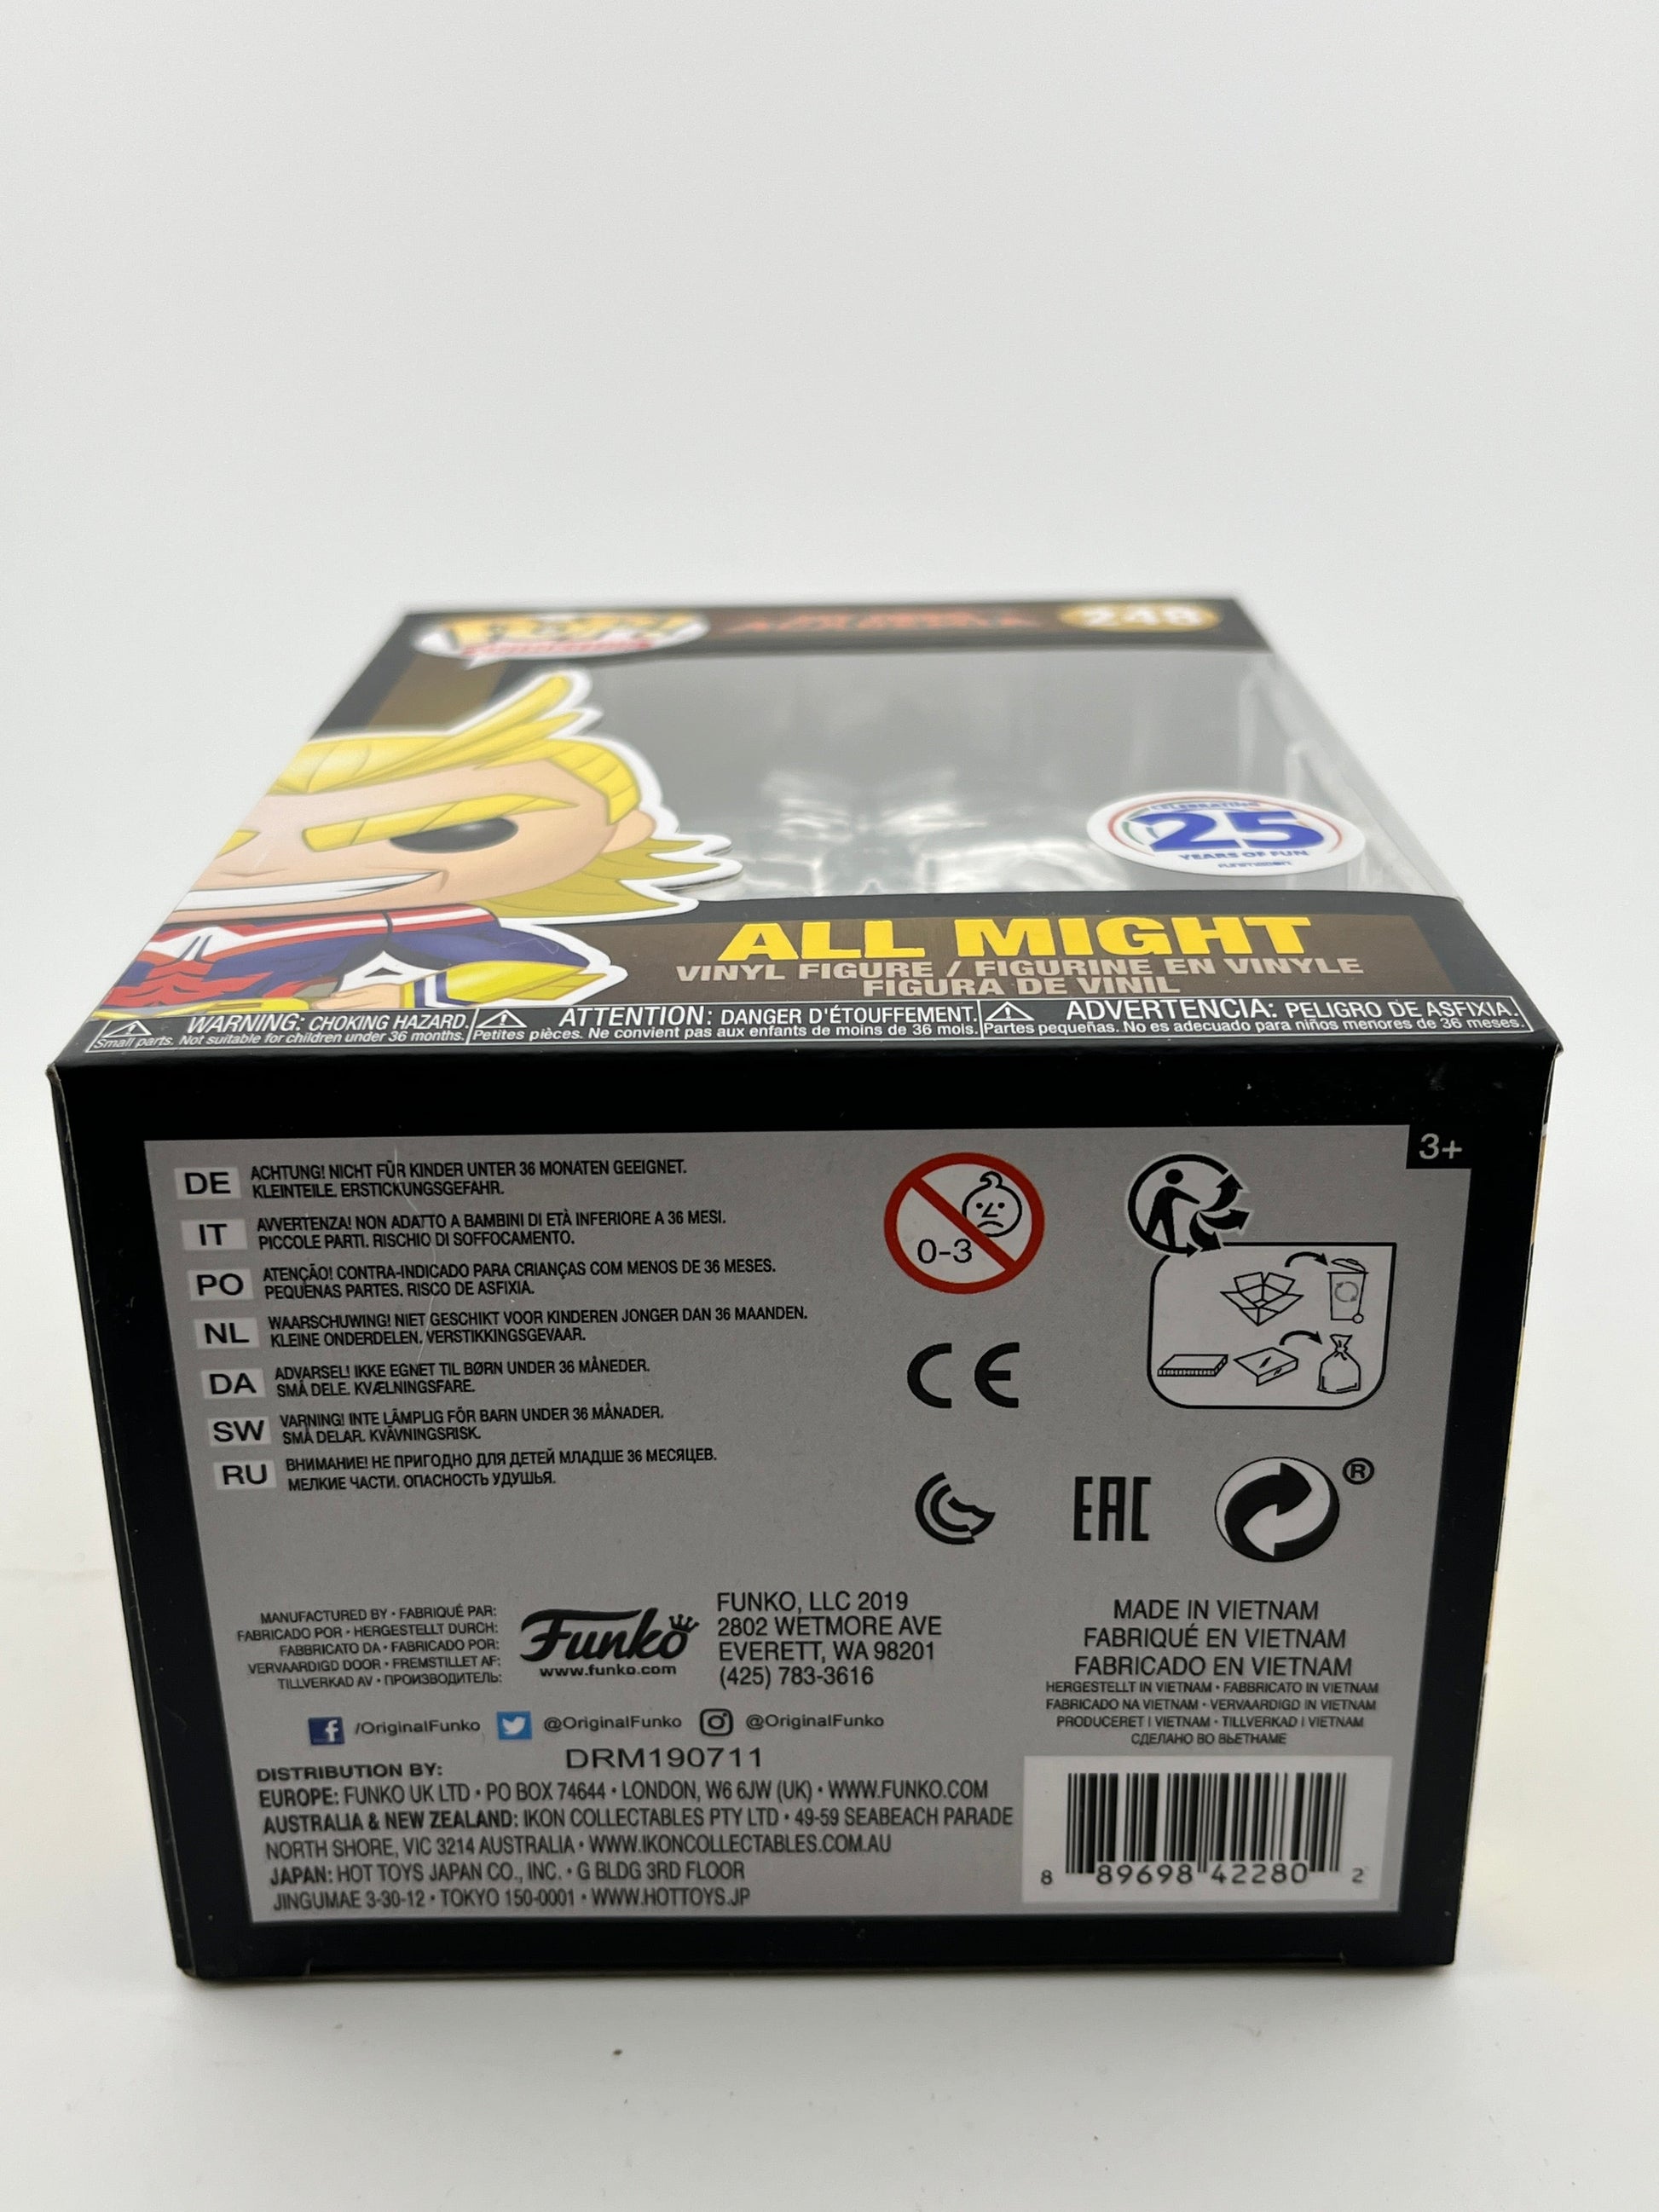 POP!
248
CELEBRATING
25
YEARS OF FUN
FUNIMATION
ALL MIGHT
VINYL FIGURE / FIGURINE EN VINYLE
FIGURA DE VINIL
WARNING: CHOKING HAZARD.
Small parts. Not suitable for children under 36 months.
ATTENTION: DANGER D'ÉTOUFFEMENT.
Petites pièces. Ne convient pas aux enfants de moins de 36 mois.
ADVERTENCIA: PELIGRO DE ASFIXIA.
Partes pequeñas. No es adecuado para niños menores de 36 meses.
3+
DE ACHTUNG! NICHT FÜR KINDER UNTER 36 MONATEN GEEIGNET.
KLEINTEILE. ERSTICKUNGSGEFAHR.
IT AVVERTENZA! NON ADATTO A BAMBINI DI ETÀ INFERIORE A 36 MESI.
PICCOLE PARTI. RISCHIO DI SOFFOCAMENTO.
PO ATENÇÃO! CONTRA-INDICADO PARA CRIANÇAS COM MENOS DE 36 MESES.
PEQUENAS PARTES. RISCO DE ASFIXIA.
NL WAARSCHUWING! NIET GESCHIKT VOOR KINDEREN JONGER DAN 36 MAANDEN.
KLEINE ONDERDELEN. VERSTIKKINGSGEVAAR.
DA ADVARSEL! IKKE EGNET TIL BØRN UNDER 36 MÅNEDER.
SMÅ DELE. KVÆLNINGSFARE.
SW VARNING! INTE LÄMPLIG FÖR BARN UNDER 36 MÅNADER.
SMÅ DELAR. KVÄVNINGSRISK.
RU ВНИМАНИЕ! НЕ ПРИГОДНО ДЛЯ ДЕТЕЙ МЛАДШЕ 36 МЕСЯЦЕВ.
МЕЛКИЕ ЧАСТИ. ОПАСНОСТЬ УДУШЬЯ.
0-3
CE
EAC
®
MANUFACTURED BY • FABRIQUÉ PAR:
FABRICADO POR • HERGESTELLT DURCH:
FABBRICATO DA • FABRICADO POR:
VERVAARDIGD DOOR • FREMSTILLET AF:
TILLVERKAD AV • ПРОИЗВОДИТЕЛЬ:
Funko
www.funko.com
FUNKO, LLC 2019
2802 WETMORE AVE
EVERETT, WA 98201
(425) 783-3616
MADE IN VIETNAM
FABRIQUÉ EN VIETNAM
FABRICADO EN VIETNAM
HERGESTELLT IN VIETNAM • FABBRICATO IN VIETNAM
FABRICADO NA VIETNAM • VERVAARDIGD IN VIETNAM
PRODUCERET I VIETNAM • TILLVERKAD I VIETNAM
СДЕЛАНО ВО ВЬЕТНАМЕ
/OriginalFunko @OriginalFunko @OriginalFunko
DRM190711
DISTRIBUTION BY:
EUROPE: FUNKO UK LTD • PO BOX 74644 • LONDON, W6 6JW (UK) • WWW.FUNKO.COM
AUSTRALIA & NEW ZEALAND: IKON COLLECTABLES PTY LTD • 49-59 SEABEACH PARADE
NORTH SHORE, VIC 3214 AUSTRALIA • WWW.IKONCOLLECTABLES.COM.AU
JAPAN: HOT TOYS JAPAN CO., INC. • G BLDG 3RD FLOOR
JINGUMAE 3-30-12 • TOKYO 150-0001 • WWW.HOTTOYS.JP
8 89698 42280 2